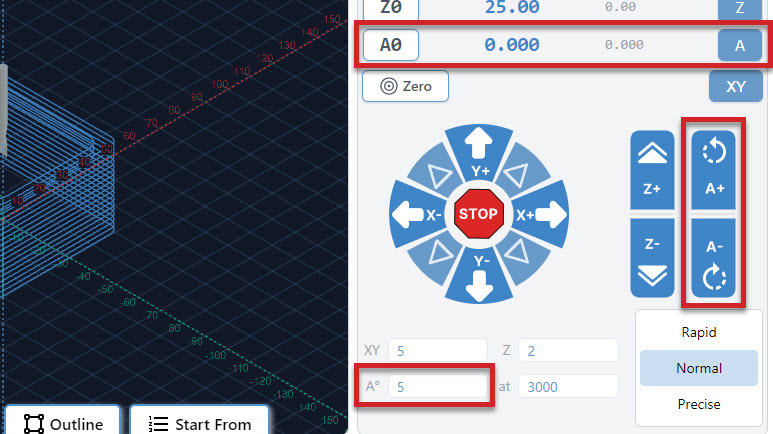 Z0 25.00 0.00 Z
A0 0.000 0.000 A
Zero XY
Y+
X- STOP X+
Y-
Z+ A+
Z- A-
XY 5 Z 2
A° 5 at 3000
Rapid
Normal
Precise
150
140
130
120
110
100
90
80
70
60
50
40
30
20
10
-30
-40
-50
-60
-70
-80
-90
-100
-110
-120
-130
-140
150
Outline Start From